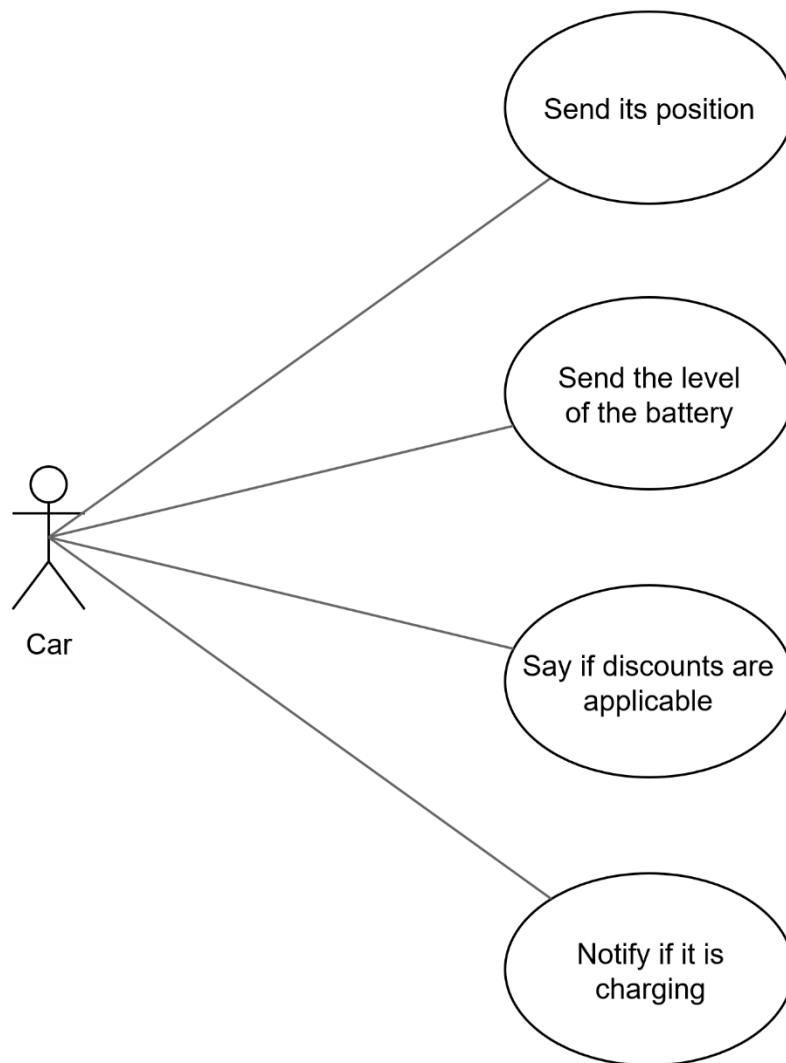 Send its position
Send the level
of the battery
Car
Say if discounts are
applicable
Notify if it is
charging